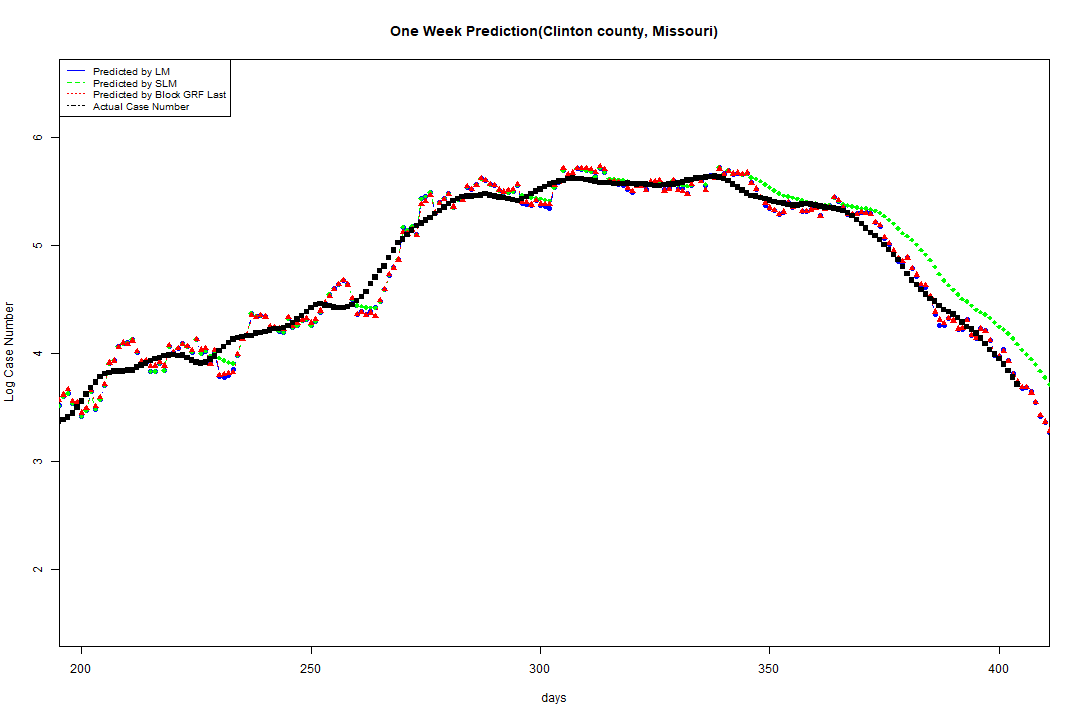 One Week Prediction(Clinton county, Missouri)
Predicted by LM
Predicted by SLM
Predicted by Block GRF Last
Actual Case Number
6
5
4
3
2
Log Case Number
200 250 300 350 400
days